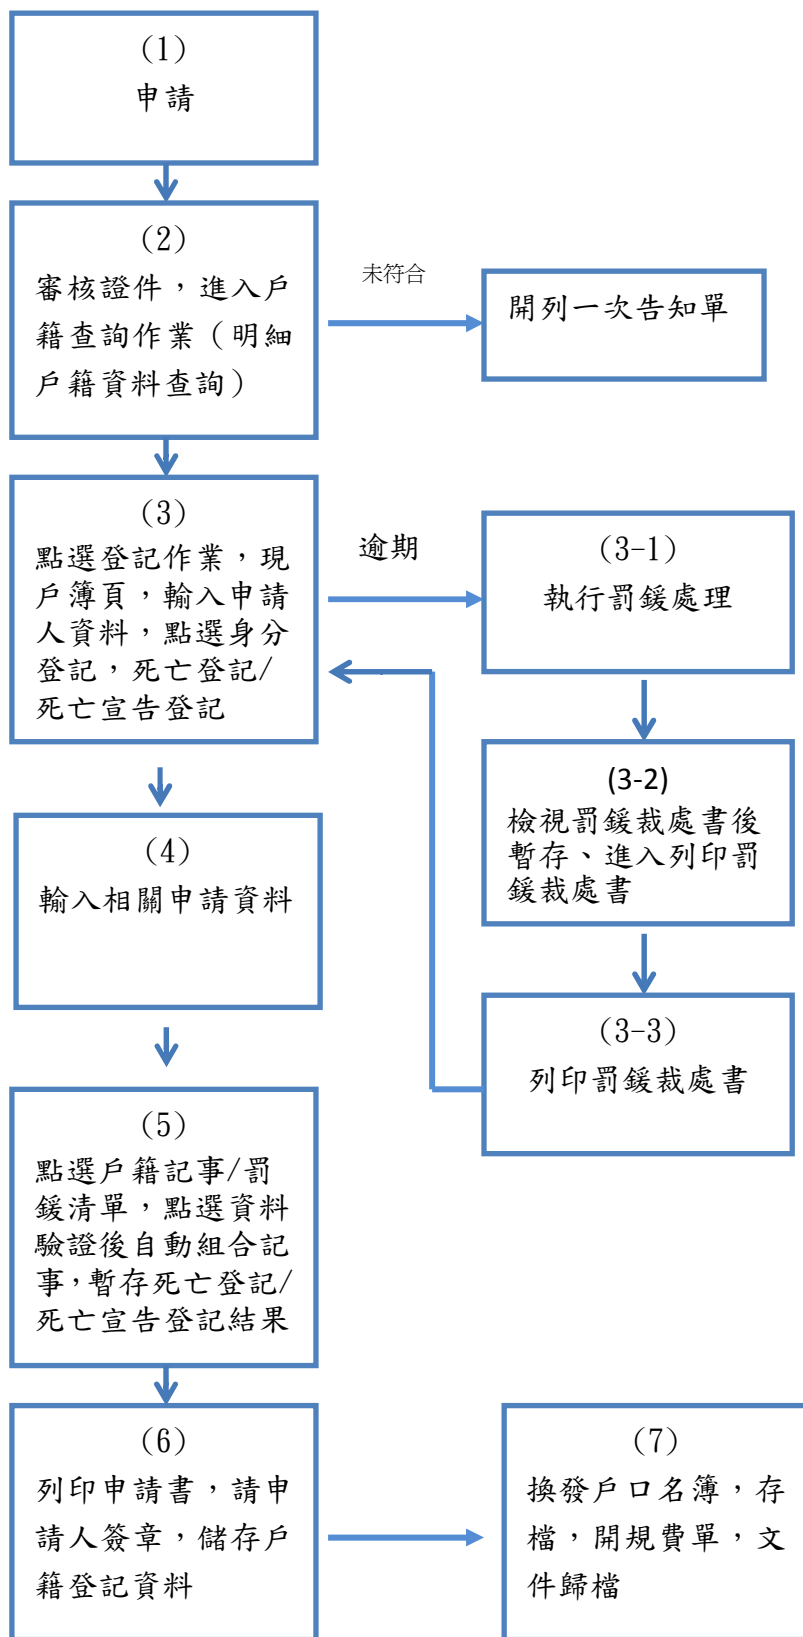 (1)
申請
(2)
審核證件，進入戶
籍查詢作業（明細
戶籍資料查詢）
未符合
開列一次告知單
(3)
點選登記作業，現
戶簿頁，輸入申請
人資料，點選身分
登記，死亡登記/
死亡宣告登記
逾期
(3-1)
執行罰鍰處理
(3-2)
檢視罰鍰裁處書後
暫存、進入列印罰
鍰裁處書
(3-3)
列印罰鍰裁處書
(4)
輸入相關申請資料
(5)
點選戶籍記事/罰
鍰清單，點選資料
驗證後自動組合記
事，暫存死亡登記/
死亡宣告登記結果
(6)
列印申請書，請申
請人簽章，儲存戶
籍登記資料
(7)
換發戶口名簿，存
檔，開規費單，文
件歸檔